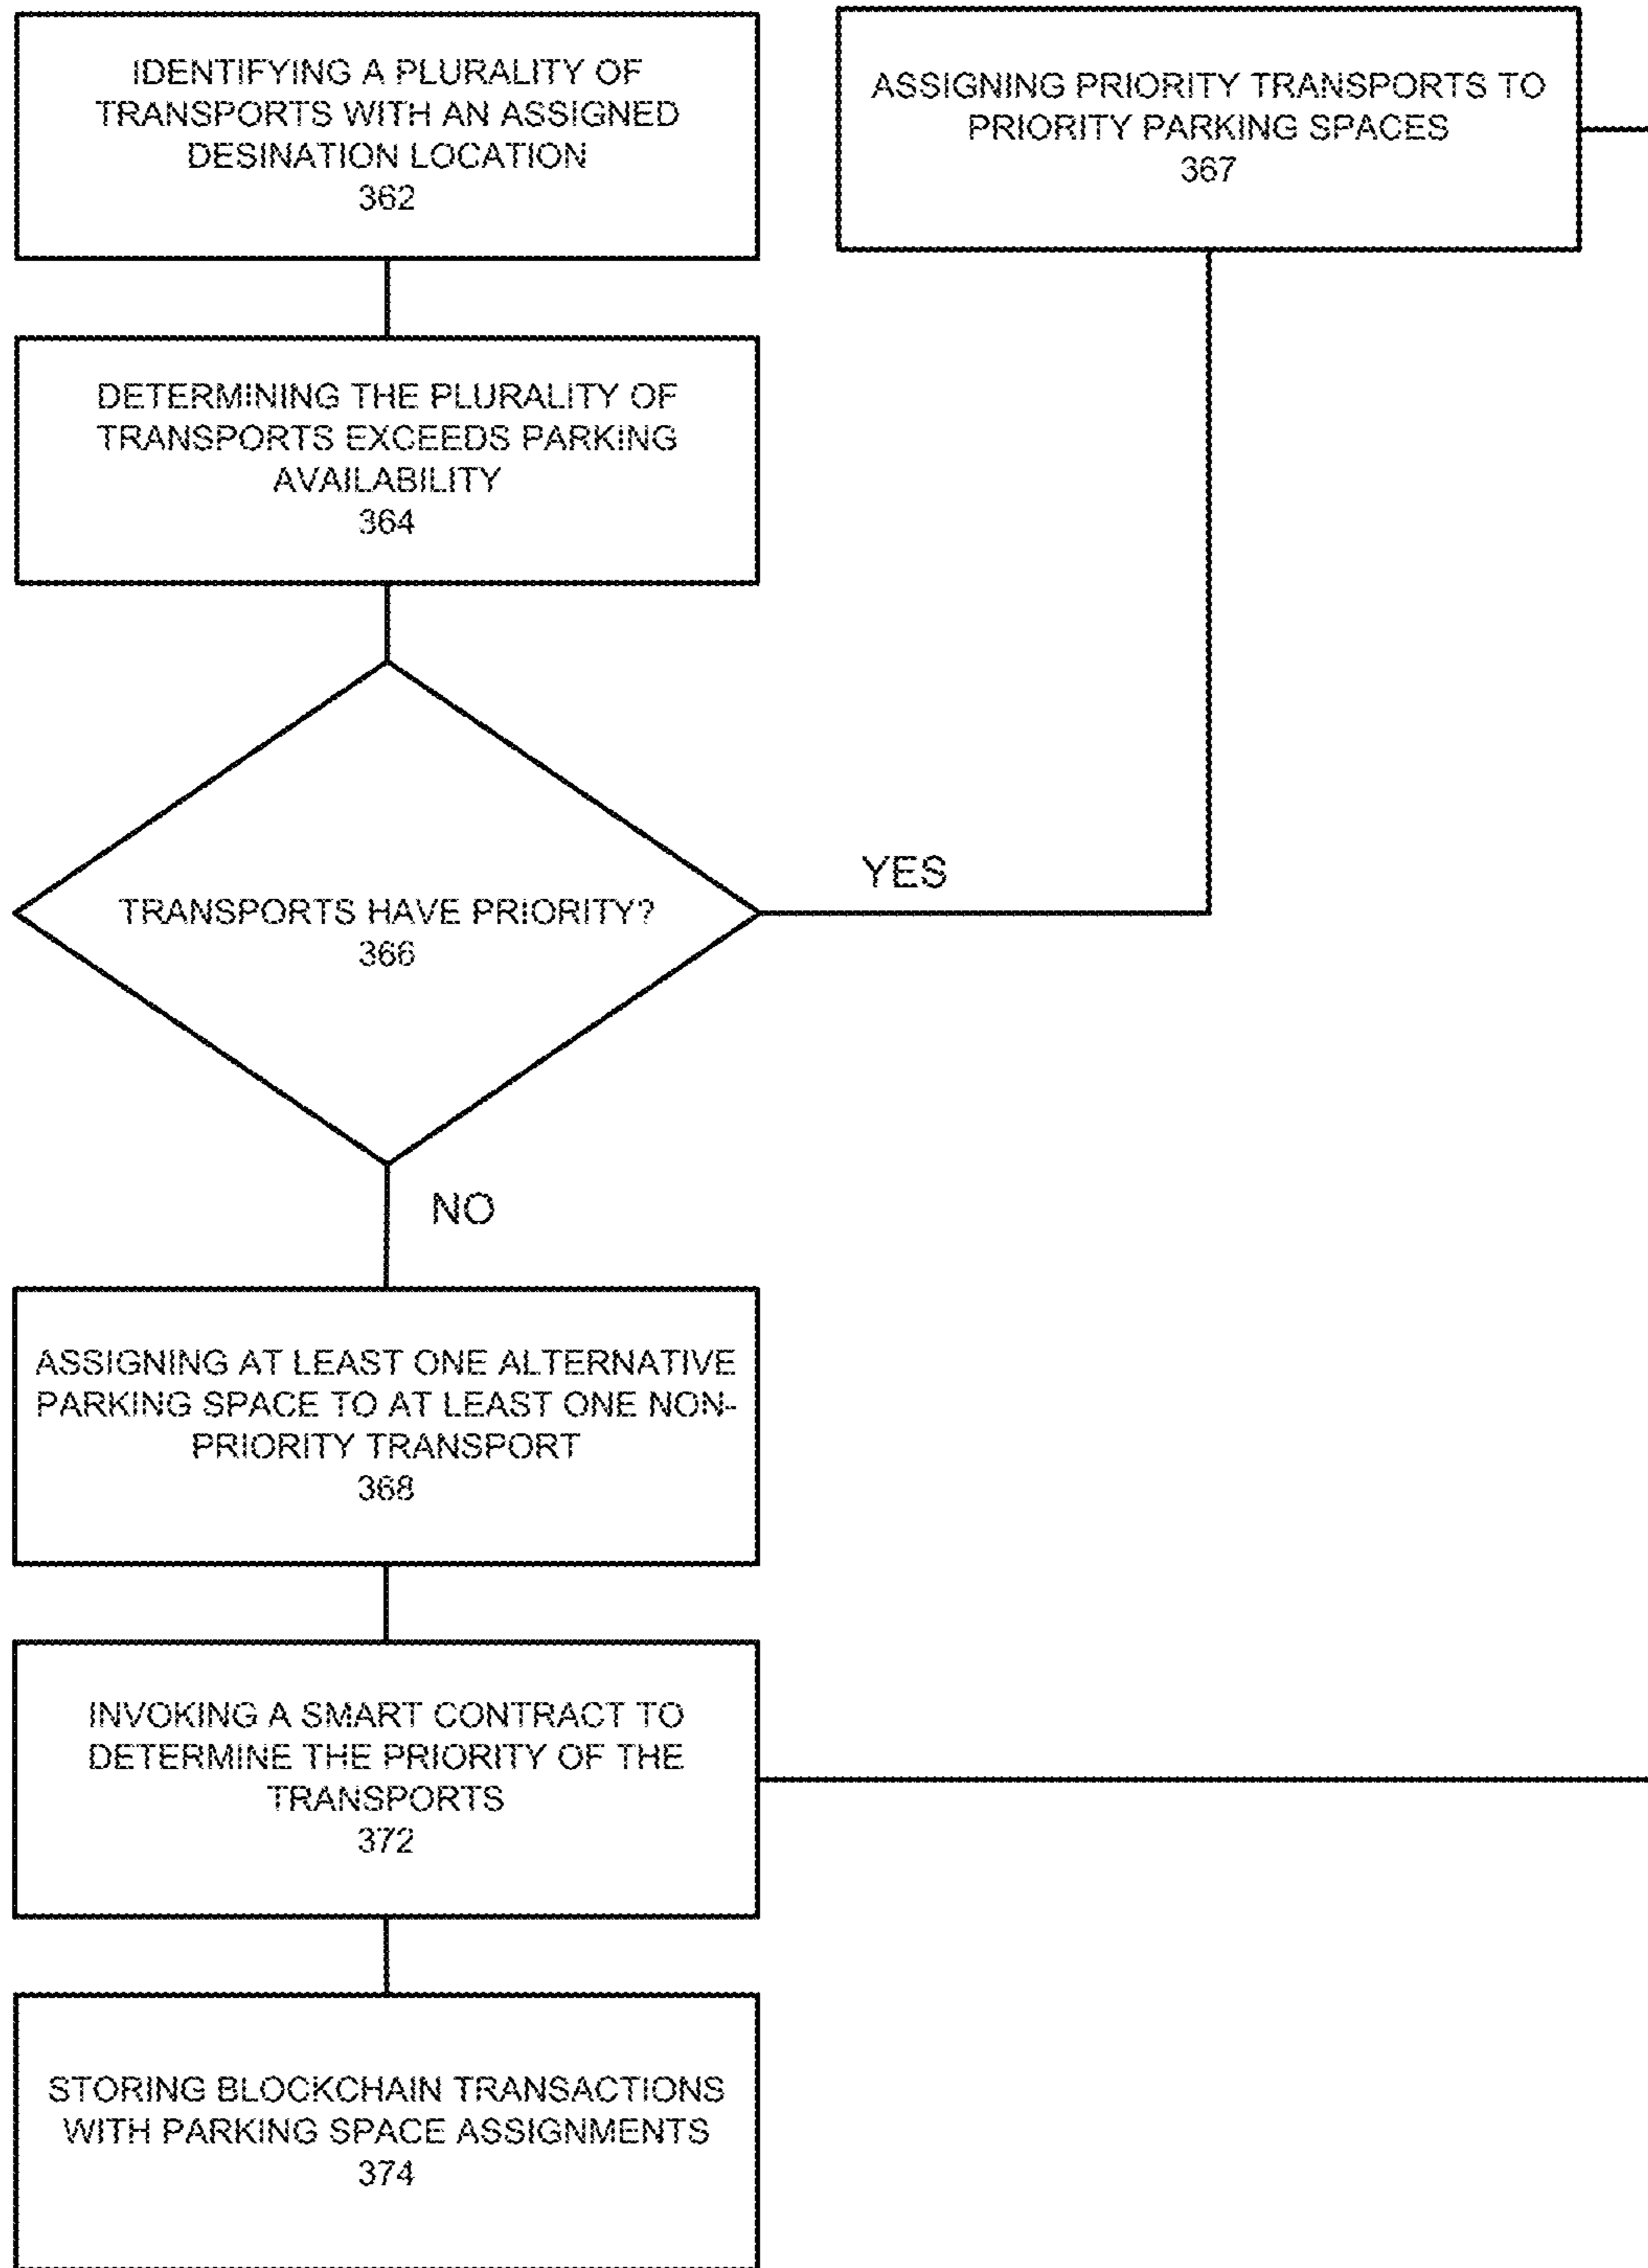 IDENTIFYING A PLURALITY OF
TRANSPORTS WITH AN ASSIGNED
DESINATION LOCATION
362
ASSIGNING PRIORITY TRANSPORTS TO
PRIORITY PARKING SPACES
367
DETERMINING THE PLURALITY OF
TRANSPORTS EXCEEDS PARKING
AVAILABILITY
364
TRANSPORTS HAVE PRIORITY?
366
YES
NO
ASSIGNING AT LEAST ONE ALTERNATIVE
PARKING SPACE TO AT LEAST ONE NON-
PRIORITY TRANSPORT
368
INVOKING A SMART CONTRACT TO
DETERMINE THE PRIORITY OF THE
TRANSPORTS
372
STORING BLOCKCHAIN TRANSACTIONS
WITH PARKING SPACE ASSIGNMENTS
374